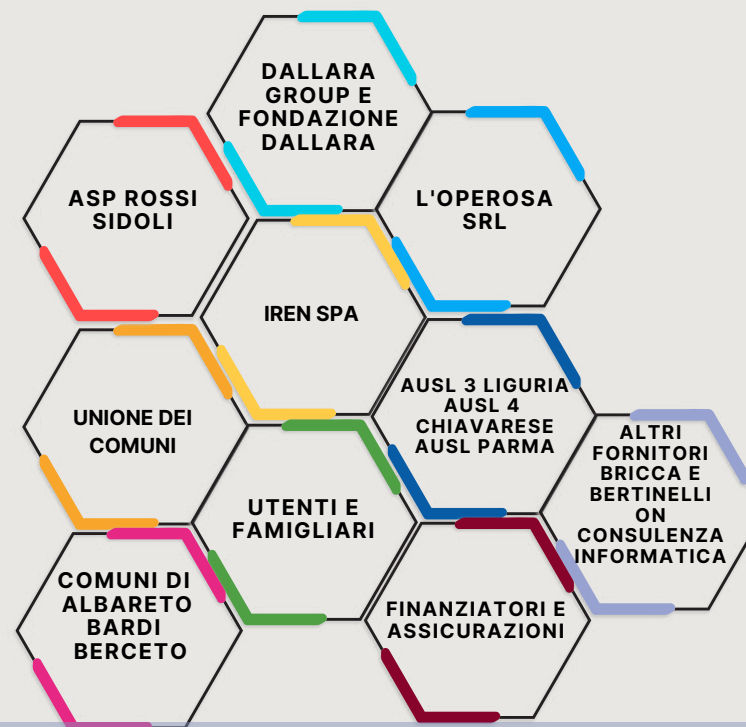 DALLARA
GROUP E
FONDAZIONE
DALLARA
ASP ROSSI
SIDOLI
L'OPEROSA
SRL
IREN SPA
UNIONE DEI
COMUNI
AUSL 3 LIGURIA
AUSL 4
CHIAVARESE
AUSL PARMA
ALTRI
FORNITORI
BRICCA E
BERTINELLI
ON
CONSULENZA
INFORMATICA
UTENTI E
FAMIGLIARI
COMUNI DI
ALBARETO
BARDI
BERCETO
FINANZIATORI E
ASSICURAZIONI